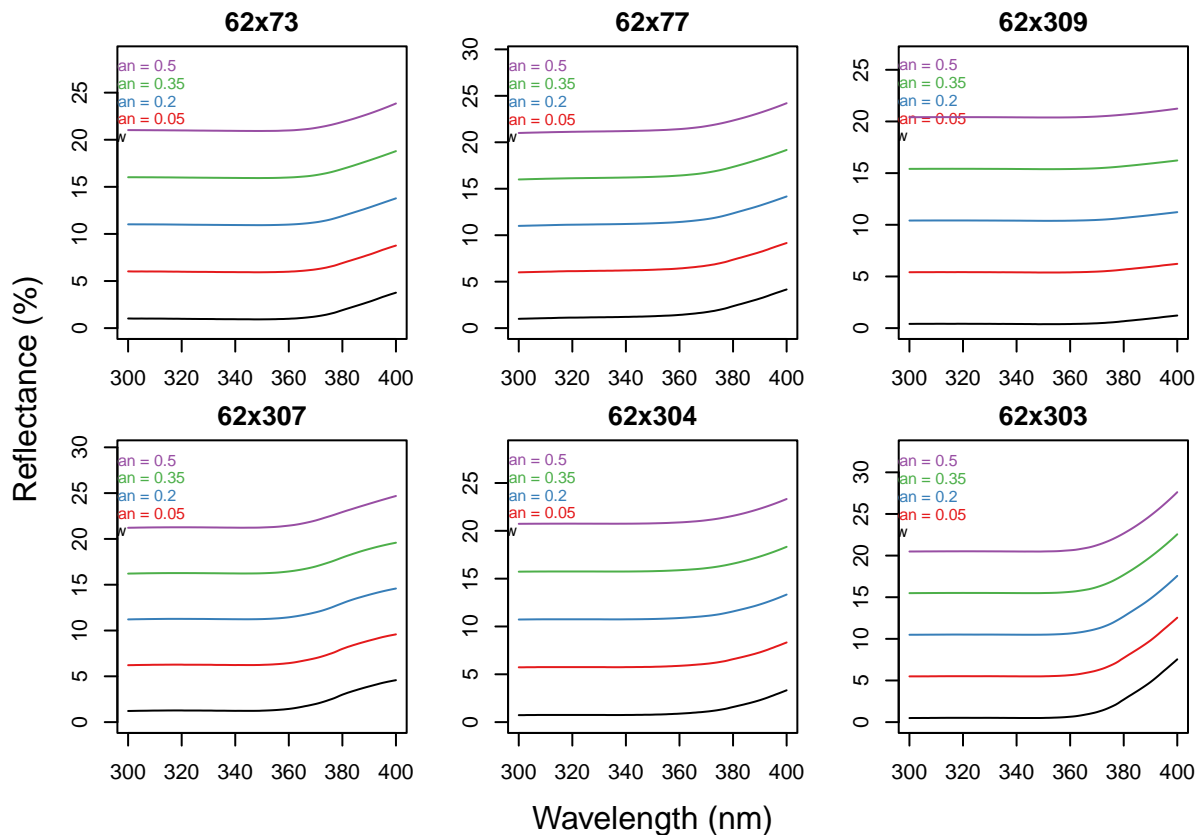 62x73
an = 0.5
an = 0.35
an = 0.2
an = 0.05
w
0 5 10 15 20 25
300 320 340 360 380 400
62x77
an = 0.5
an = 0.35
an = 0.2
an = 0.05
w
0 5 10 15 20 25 30
300 320 340 360 380 400
62x309
an = 0.5
an = 0.35
an = 0.2
an = 0.05
w
0 5 10 15 20 25
300 320 340 360 380 400
62x307
an = 0.5
an = 0.35
an = 0.2
an = 0.05
w
0 5 10 15 20 25 30
300 320 340 360 380 400
62x304
an = 0.5
an = 0.35
an = 0.2
an = 0.05
w
0 5 10 15 20 25
300 320 340 360 380 400
62x303
an = 0.5
an = 0.35
an = 0.2
an = 0.05
w
0 5 10 15 20 25 30
300 320 340 360 380 400
Reflectance (%)
Wavelength (nm)